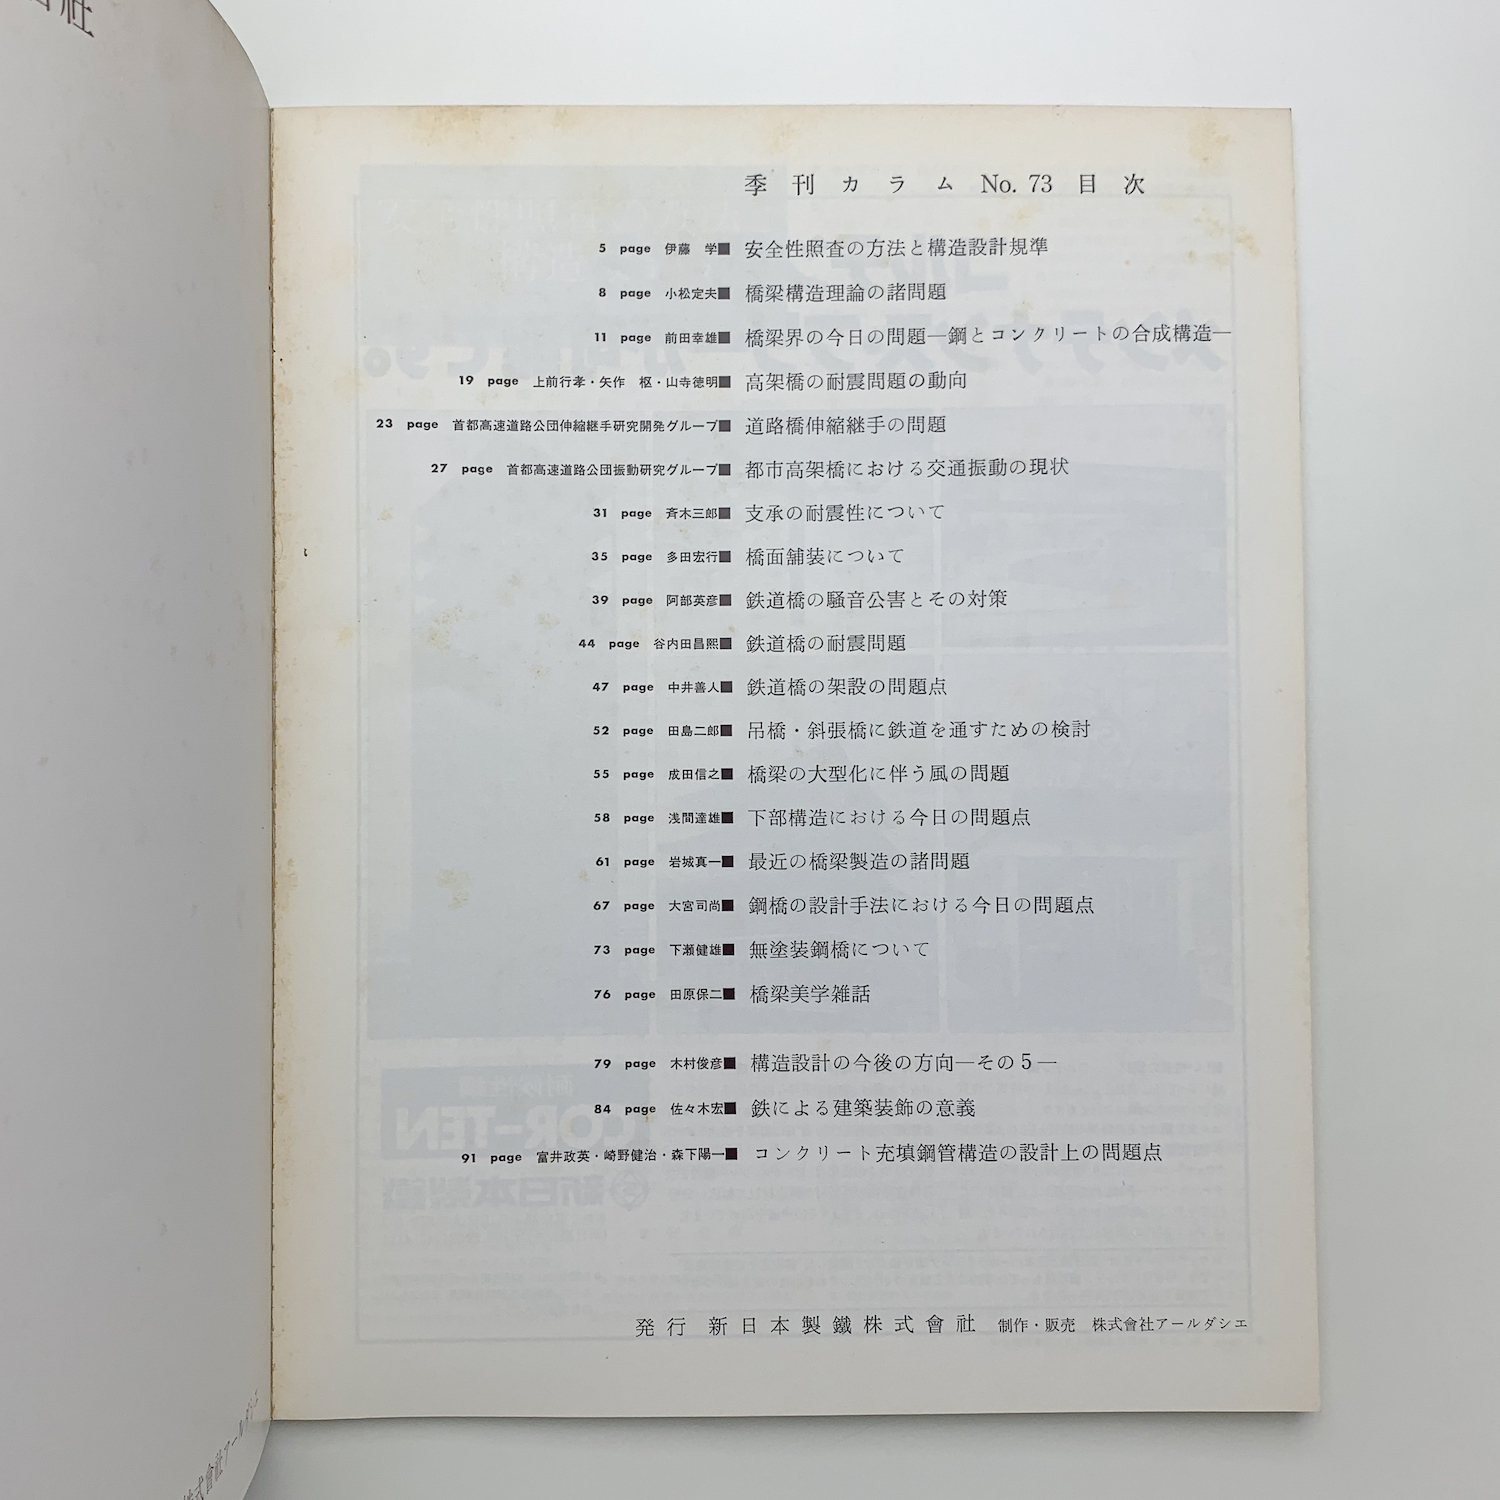 季刊カラム No. 73 目次
5 page 伊藤 学■ 安全性照査の方法と構造設計規準
8 page 小松定夫■ 橋梁構造理論の諸問題
11 page 前田幸雄■ 橋梁界の今日の問題―鋼とコンクリートの合成構造―
19 page 上前行孝・矢作 枢・山寺徳明■ 高架橋の耐震問題の動向
23 page 首都高速道路公団伸縮継手研究開発グループ■ 道路橋伸縮継手の問題
27 page 首都高速道路公団振動研究グループ■ 都市高架橋における交通振動の現状
31 page 斉木三郎■ 支承の耐震性について
35 page 多田宏行■ 橋面舗装について
39 page 阿部英彦■ 鉄道橋の騒音公害とその対策
44 page 谷内田昌熙■ 鉄道橋の耐震問題
47 page 中井善人■ 鉄道橋の架設の問題点
52 page 田島二郎■ 吊橋・斜張橋に鉄道を通すための検討
55 page 成田信之■ 橋梁の大型化に伴う風の問題
58 page 浅間達雄■ 下部構造における今日の問題点
61 page 岩城真一■ 最近の橋梁製造の諸問題
67 page 大宮司尚■ 鋼橋の設計手法における今日の問題点
73 page 下瀬健雄■ 無塗装鋼橋について
76 page 田原保二■ 橋梁美学雑話
79 page 木村俊彦■ 構造設計の今後の方向―その5―
84 page 佐々木宏■ 鉄による建築装飾の意義
91 page 富井政英・崎野健治・森下陽一■ コンクリート充填鋼管構造の設計上の問題点
発行 新日本製鐵株式會社 制作・販売 株式會社アールダシエ
株式會社アールダシエ
COR-TEN
新日本製鐵